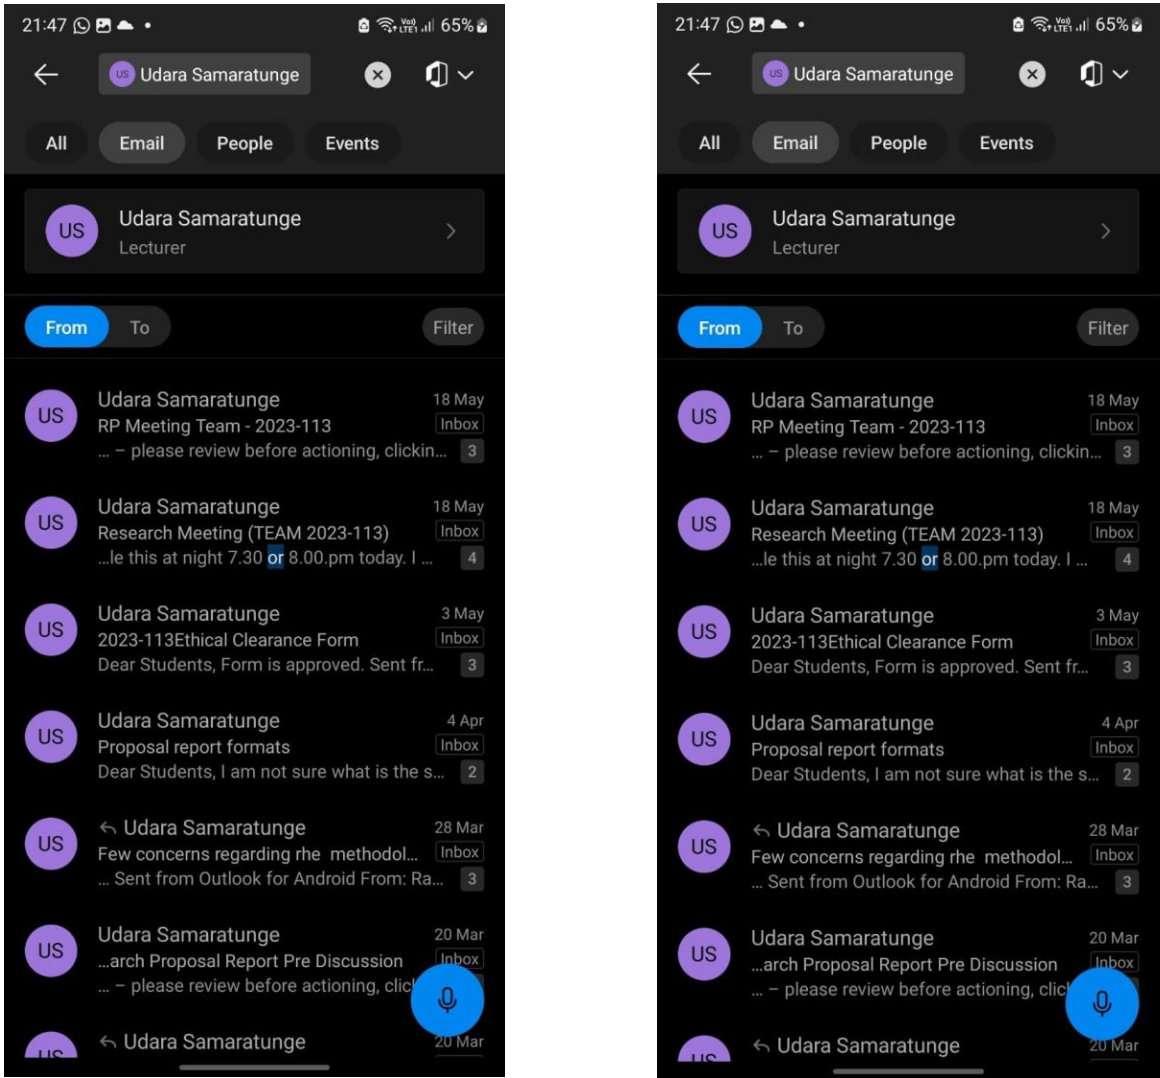 21:47 65%
US Udara Samaratunge
All Email People Events
US Udara Samaratunge
Lecturer
From To Filter
US Udara Samaratunge 18 May
RP Meeting Team - 2023-113 Inbox
... – please review before actioning, clickin... 3
US Udara Samaratunge 18 May
Research Meeting (TEAM 2023-113) Inbox
...le this at night 7.30 or 8.00.pm today. I ... 4
US Udara Samaratunge 3 May
2023-113Ethical Clearance Form Inbox
Dear Students, Form is approved. Sent fr... 3
US Udara Samaratunge 4 Apr
Proposal report formats Inbox
Dear Students, I am not sure what is the s... 2
US Udara Samaratunge 28 Mar
Few concerns regarding rhe methodol... Inbox
... Sent from Outlook for Android From: Ra... 3
US Udara Samaratunge 20 Mar
...arch Proposal Report Pre Discussion Inbox
... – please review before actioning, clic
US Udara Samaratunge 20 Mar
21:47 65%
US Udara Samaratunge
All Email People Events
US Udara Samaratunge
Lecturer
From To Filter
US Udara Samaratunge 18 May
RP Meeting Team - 2023-113 Inbox
... – please review before actioning, clickin... 3
US Udara Samaratunge 18 May
Research Meeting (TEAM 2023-113) Inbox
...le this at night 7.30 or 8.00.pm today. I ... 4
US Udara Samaratunge 3 May
2023-113Ethical Clearance Form Inbox
Dear Students, Form is approved. Sent fr... 3
US Udara Samaratunge 4 Apr
Proposal report formats Inbox
Dear Students, I am not sure what is the s... 2
US Udara Samaratunge 28 Mar
Few concerns regarding rhe methodol... Inbox
... Sent from Outlook for Android From: Ra... 3
US Udara Samaratunge 20 Mar
...arch Proposal Report Pre Discussion Inbox
... – please review before actioning, clic
US Udara Samaratunge 20 Mar